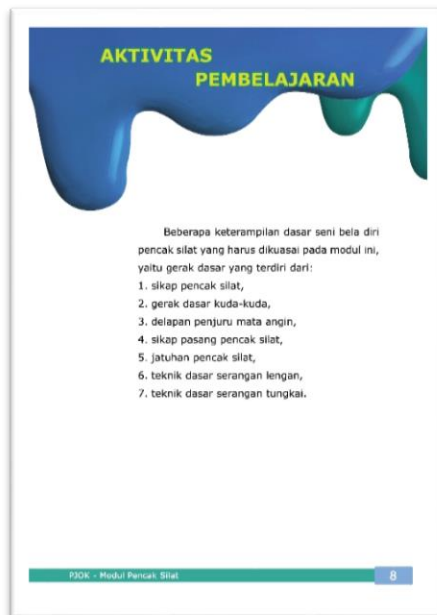 AKTIVITAS
PEMBELAJARAN
Beberapa keterampilan dasar seni bela diri
pencak silat yang harus dikuasai pada modul ini,
yaitu gerak dasar yang terdiri dari:
1. sikap pencak silat,
2. gerak dasar kuda-kuda,
3. delapan penjuru mata angin,
4. sikap pasang pencak silat,
5. jatuhan pencak silat,
6. teknik dasar serangan lengan,
7. teknik dasar serangan tungkai.
PJOK - Modul Pencak Silat 8